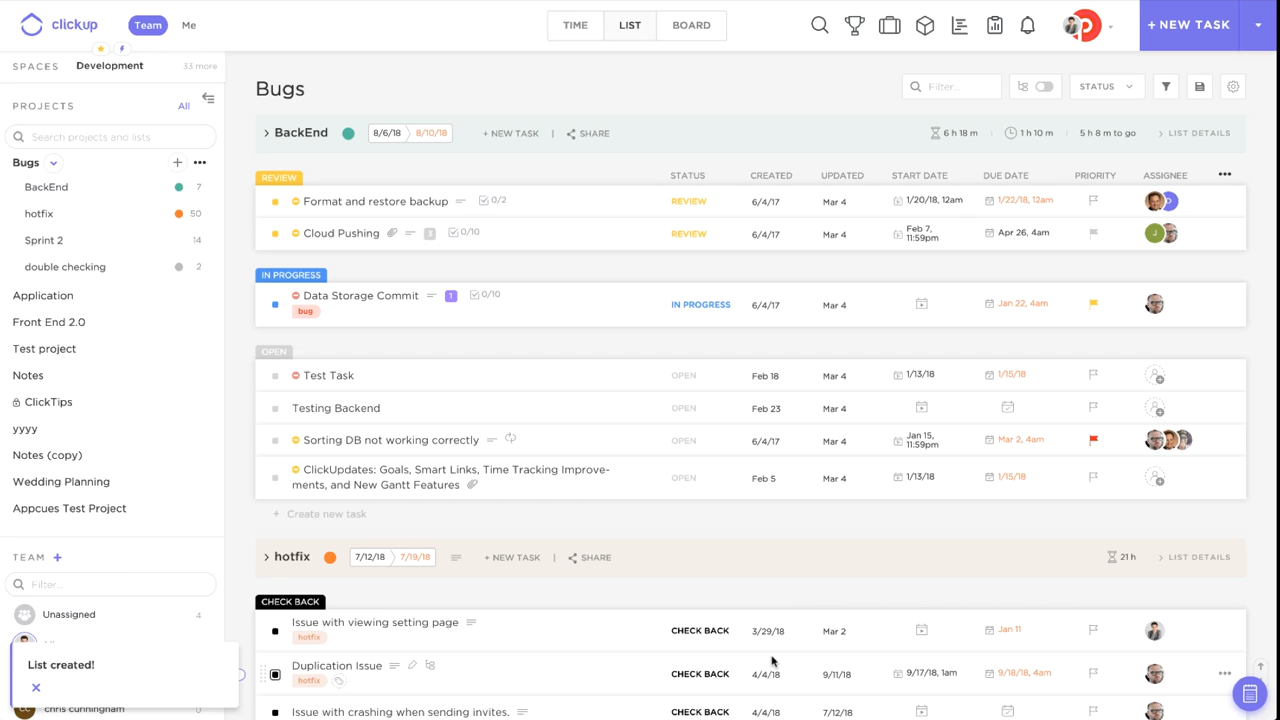 clickup
Team
Me
TIME
LIST
BOARD
+ NEW TASK
SPACES
Development
33 more
PROJECTS
All
Search projects and lists
Bugs
BackEnd
7
hotfix
50
Sprint 2
14
double checking
2
Application
Front End 2.0
Test project
Notes
ClickTips
yyyy
Notes (copy)
Wedding Planning
Appcues Test Project
TEAM +
Filter...
Unassigned
4
List created!
chris cunningham
0
Bugs
Filter...
STATUS
BackEnd
8/6/18
8/10/18
+ NEW TASK
SHARE
6 h 18 m
1 h 10 m
5 h 8 m to go
LIST DETAILS
REVIEW
STATUS
CREATED
UPDATED
START DATE
DUE DATE
PRIORITY
ASSIGNEE
Format and restore backup
0/2
REVIEW
6/4/17
Mar 4
1/20/18, 12am
1/22/18, 12am
Cloud Pushing
3
0/10
REVIEW
6/4/17
Mar 4
Feb 7,
11:59pm
Apr 26, 4am
J
IN PROGRESS
Data Storage Commit
1
0/10
bug
IN PROGRESS
6/4/17
Mar 4
Jan 22, 4am
OPEN
Test Task
OPEN
Feb 18
Mar 4
1/13/18
1/15/18
Testing Backend
OPEN
Feb 23
Mar 4
Sorting DB not working correctly
OPEN
6/4/17
Mar 4
Jan 15,
11:59pm
Mar 2, 4am
ClickUpdates: Goals, Smart Links, Time Tracking Improve-
ments, and New Gantt Features
OPEN
Feb 5
Mar 4
1/13/18
1/15/18
+ Create new task
hotfix
7/12/18
7/19/18
+ NEW TASK
SHARE
21 h
LIST DETAILS
CHECK BACK
Issue with viewing setting page
hotfix
CHECK BACK
3/29/18
Mar 2
Jan 11
Duplication Issue
hotfix
CHECK BACK
4/4/18
9/11/18
9/17/18, 1am
9/18/18, 4am
Issue with crashing when sending invites.
CHECK BACK
4/4/18
7/12/18